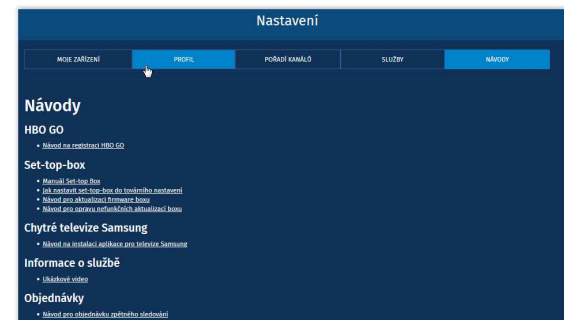 Nastavení
MOJE ZAŘÍZENÍ
PROFIL
POŘADÍ KANÁLŮ
SLUŽBY
NÁVODY
Návody
HBO GO
Návod na registraci HBO GO
Set-top-box
Manuál Set-top Box
Jak nastavit set-top-box do továrního nastavení
Návod pro aktualizaci firmware boxu
Návod pro opravu nefunkčních aktualizací boxu
Chytré televize Samsung
Návod na instalaci aplikace pro televize Samsung
Informace o službě
Ukázkové video
Objednávky
Návod pro objednávku zpětného sledování